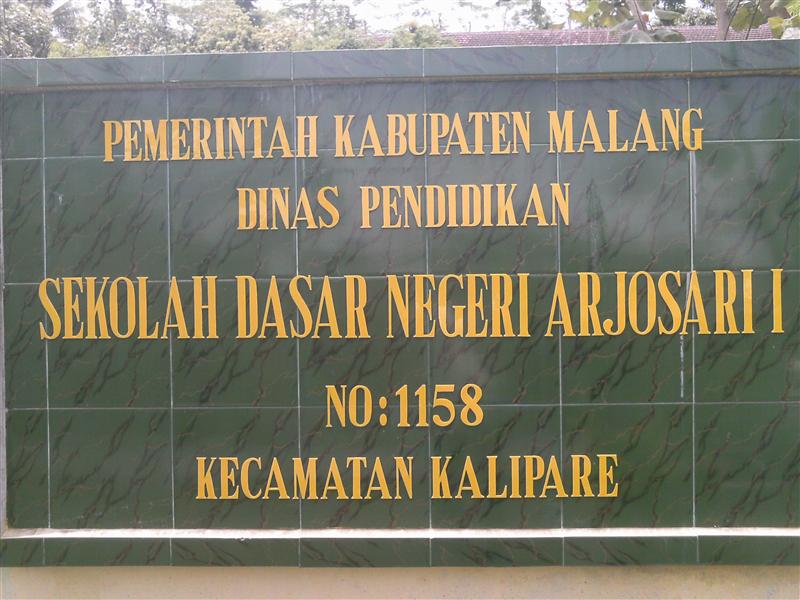 PEMERINTAH KABUPATEN MALANG
DINAS PENDIDIKAN
SEKOLAH DASAR NEGERI ARJOSARI I
NO:1158
KECAMATAN KALIPARE